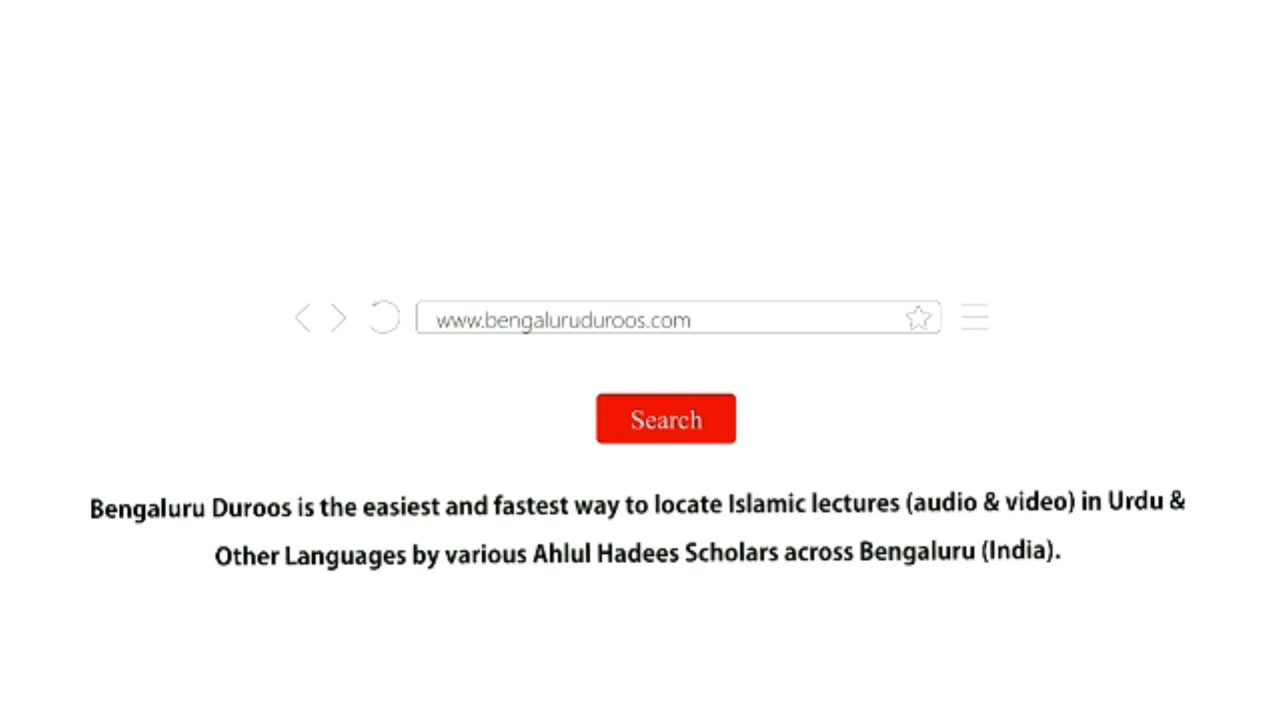 www.bengaluruduroos.com
Search
Bengaluru Duroos is the easiest and fastest way to locate Islamic lectures (audio & video) in Urdu &
Other Languages by various Ahlul Hadees Scholars across Bengaluru (India).